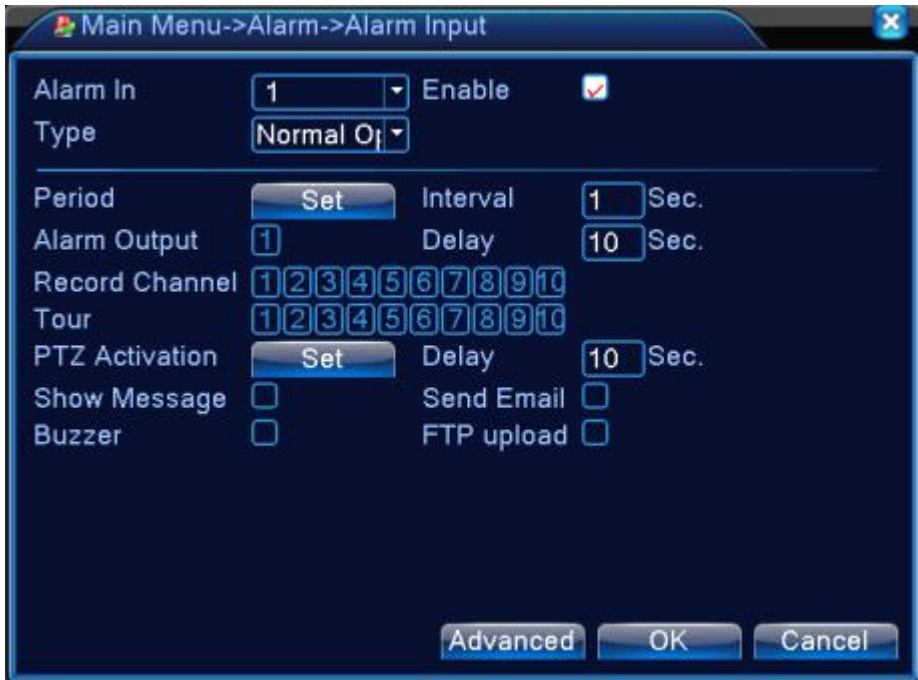 Main Menu->Alarm->Alarm Input
Alarm In 1 Enable
Type Normal Op
Period Set Interval 1 Sec.
Alarm Output 1 Delay 10 Sec.
Record Channel 1 2 3 4 5 6 7 8 9 10
Tour 1 2 3 4 5 6 7 8 9 10
PTZ Activation Set Delay 10 Sec.
Show Message Send Email
Buzzer FTP upload
Advanced OK Cancel